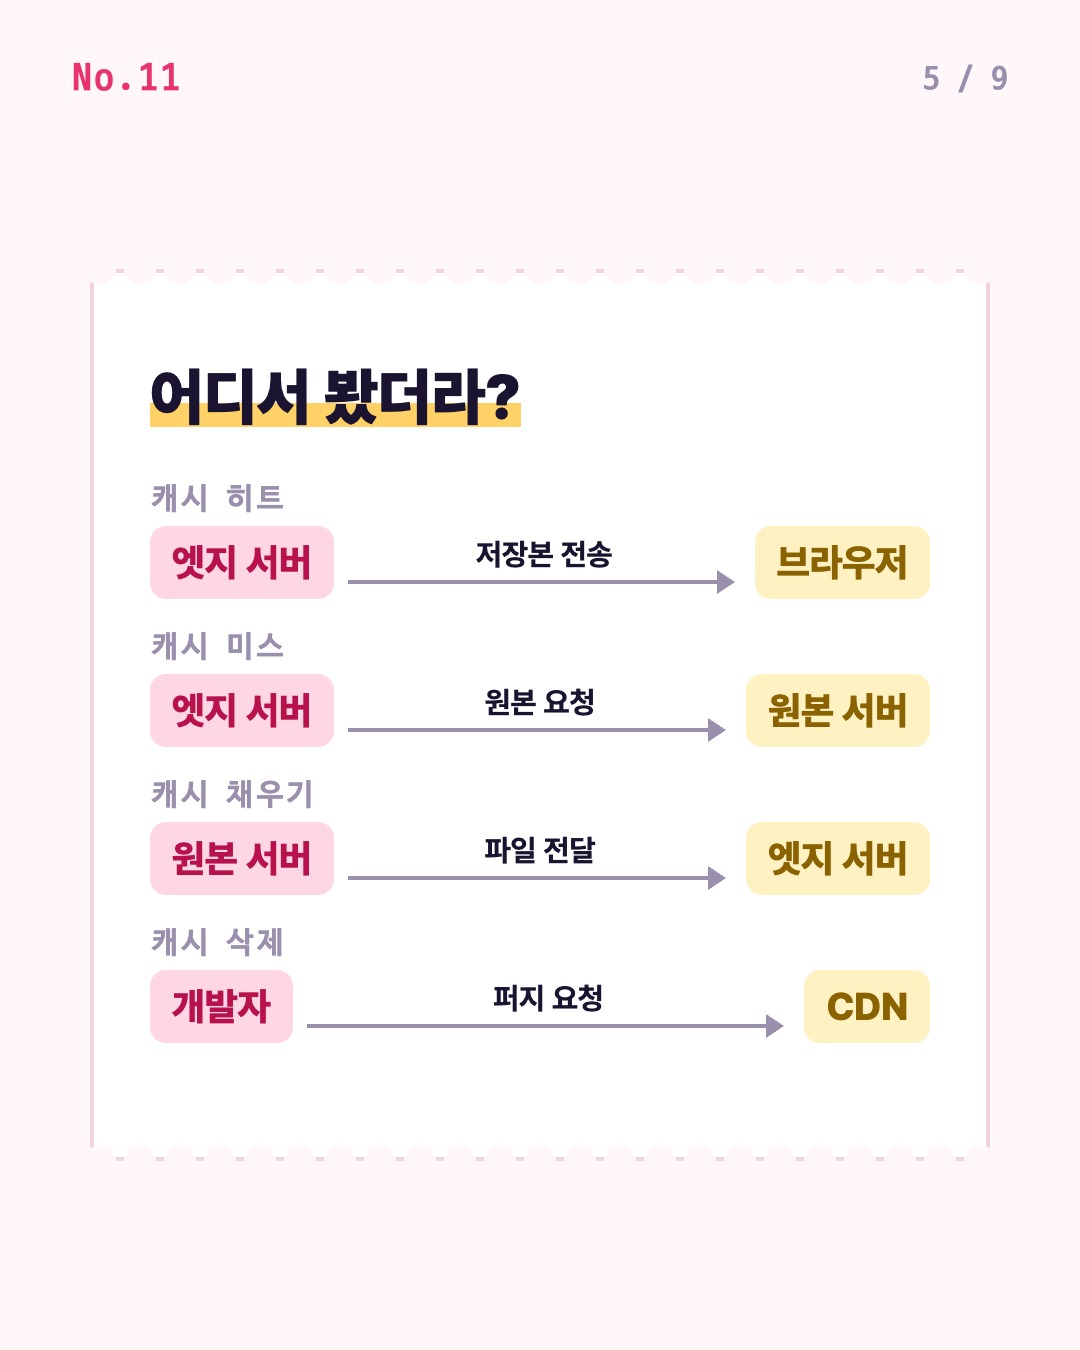 No.11
5 / 9
어디서 봤더라?
캐시 히트
엣지 서버
저장본 전송
브라우저
캐시 미스
엣지 서버
원본 요청
원본 서버
캐시 채우기
원본 서버
파일 전달
엣지 서버
캐시 삭제
개발자
퍼지 요청
CDN